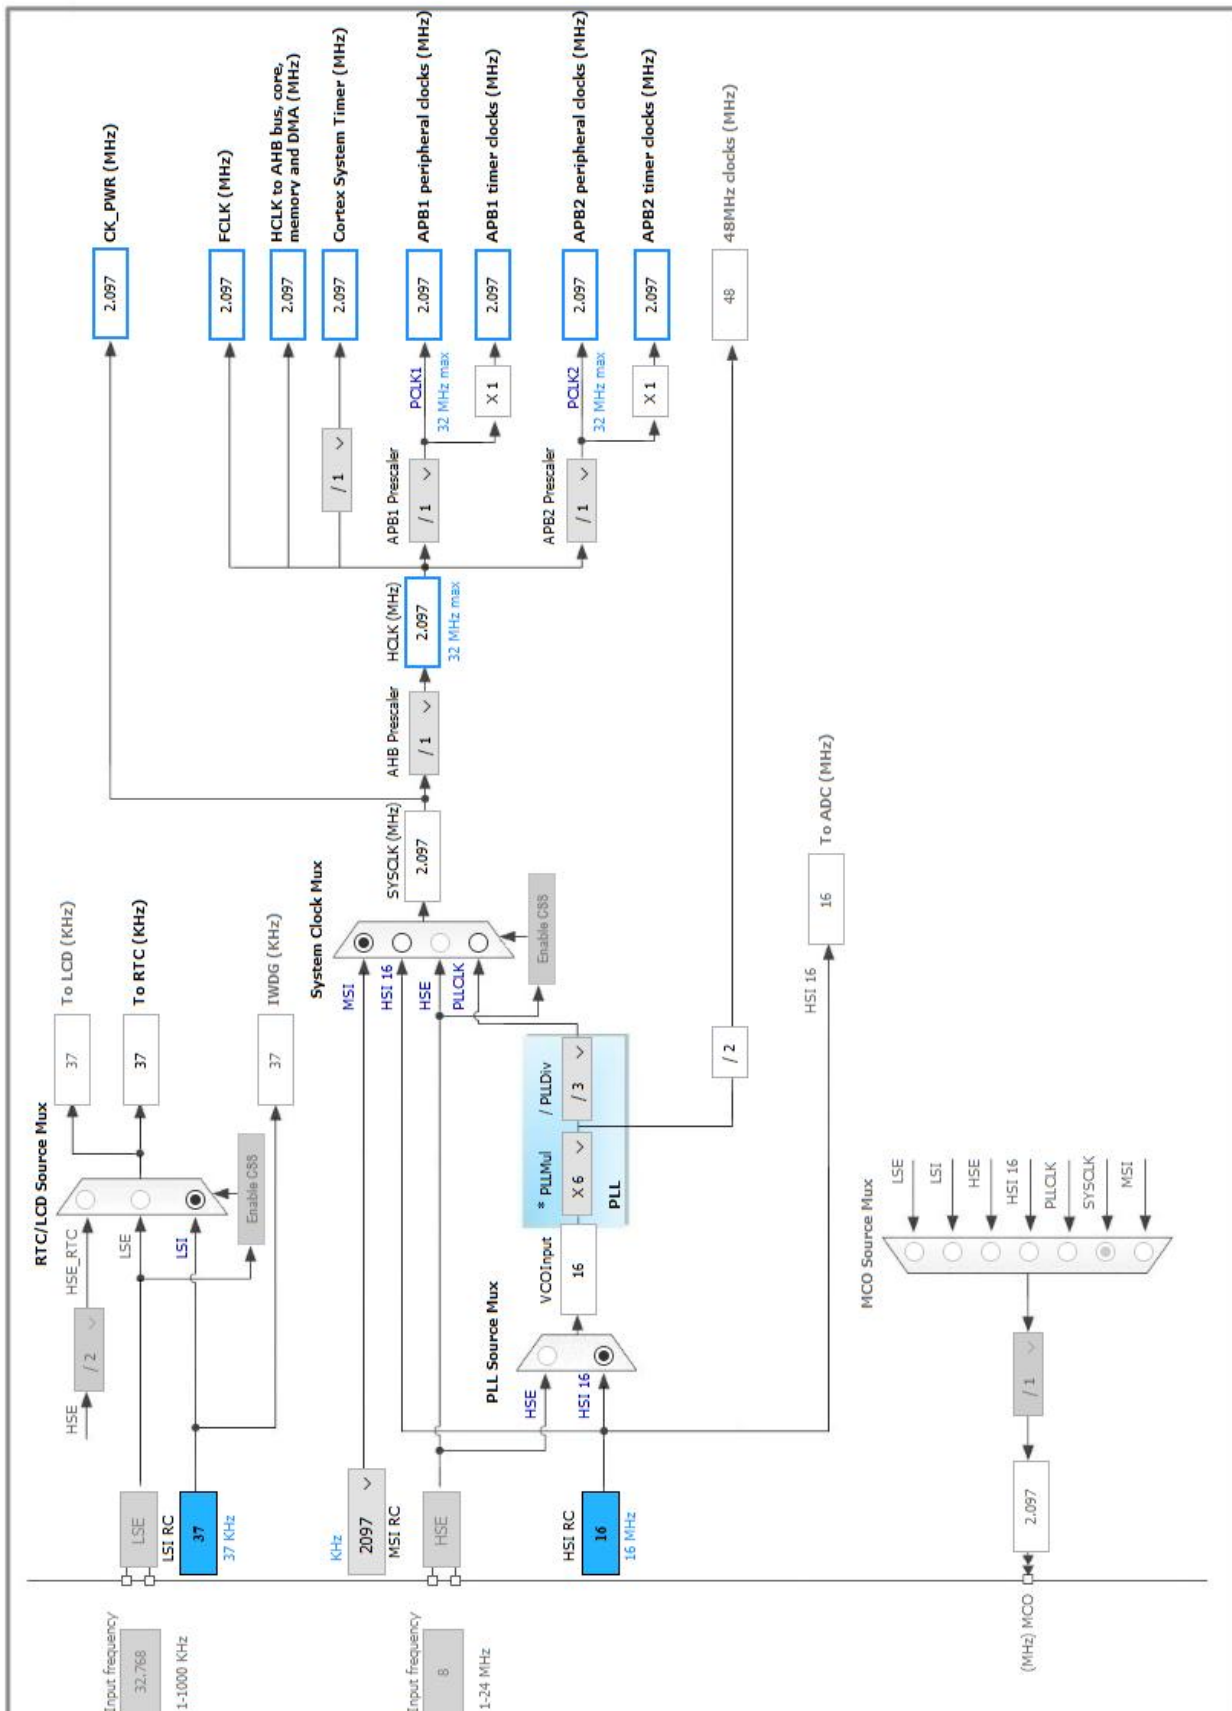 Input frequency
32.768
1-1000 KHz
LSE
LSI RC
37
37 KHz
HSE
/ 2
HSE_RTC
LSE
LSI
RTC/LCD Source Mux
Enable CSS
37
To LCD (KHz)
37
To RTC (KHz)
37
IWDG (KHz)
KHz
2097
MSI RC
Input frequency
8
1-24 MHz
HSE
HSI RC
16
16 MHz
PLL Source Mux
HSE
HSI 16
VCOInput
16
* PLLMul
X 6
/ PLLDiv
/ 3
PLL
System Clock Mux
MSI
HSI 16
HSE
PLLCLK
Enable CSS
SYSCLK (MHz)
2.097
AHB Prescaler
/ 1
HCLK (MHz)
2.097
32 MHz max
2.097
CK_PWR (MHz)
2.097
FCLK (MHz)
2.097
HCLK to AHB bus, core,
memory and DMA (MHz)
/ 1
2.097
Cortex System Timer (MHz)
APB1 Prescaler
/ 1
PCLK1
32 MHz max
2.097
APB1 peripheral clocks (MHz)
X 1
2.097
APB1 timer clocks (MHz)
APB2 Prescaler
/ 1
PCLK2
32 MHz max
2.097
APB2 peripheral clocks (MHz)
X 1
2.097
APB2 timer clocks (MHz)
/ 2
48
48MHz clocks (MHz)
HSI 16
16
To ADC (MHz)
MCO Source Mux
LSE
LSI
HSE
HSI 16
PLLCLK
SYSCLK
MSI
/ 1
2.097
(MHz) MCO